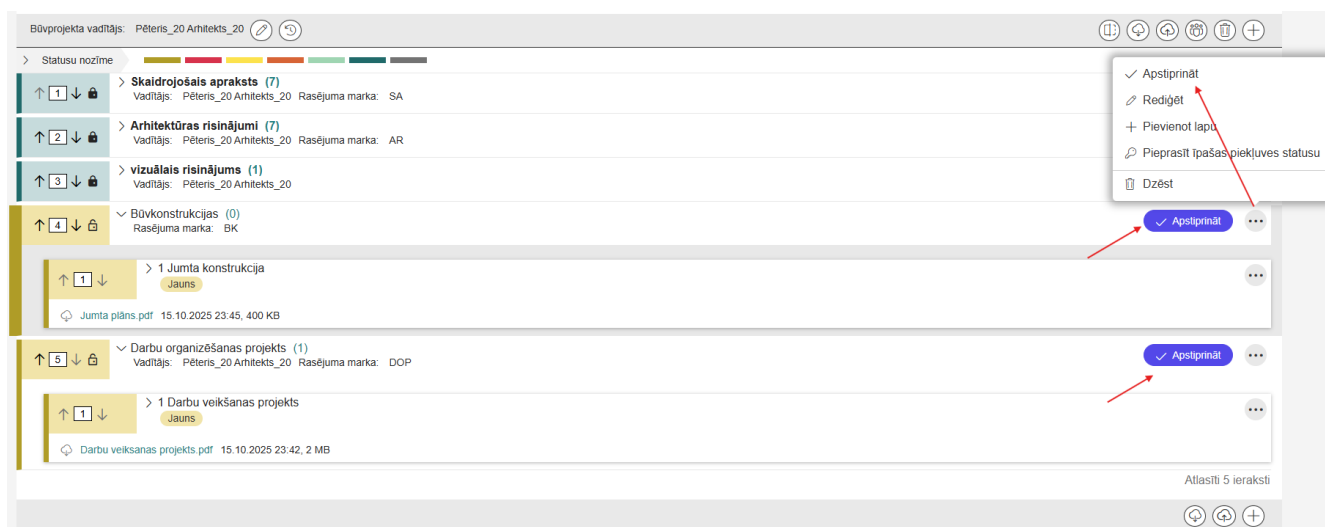 Būvprojekta vadītājs: Pēteris_20 Arhitekts_20
Statusu nozīme
1 Skaidrojošais apraksts (7)
Vadītājs: Pēteris_20 Arhitekts_20 Rasējuma marka: SA
2 Arhitektūras risinājumi (7)
Vadītājs: Pēteris_20 Arhitekts_20 Rasējuma marka: AR
3 vizuālais risinājums (1)
Vadītājs: Pēteris_20 Arhitekts_20
Apstiprināt
Rediģēt
Pievienot lapu
Pieprasīt īpašas piekļuves statusu
Dzēst
4 Būvkonstrukcijas (0) Apstiprināt
Rasējuma marka: BK
1 1 Jumta konstrukcija
Jauns
Jumta plāns.pdf 15.10.2025 23:45, 400 KB
5 Darbu organizēšanas projekts (1) Apstiprināt
Vadītājs: Pēteris_20 Arhitekts_20 Rasējuma marka: DOP
1 1 Darbu veikšanas projekts
Jauns
Darbu veiksanas projekts.pdf 15.10.2025 23:42, 2 MB
Atlasīti 5 ieraksti